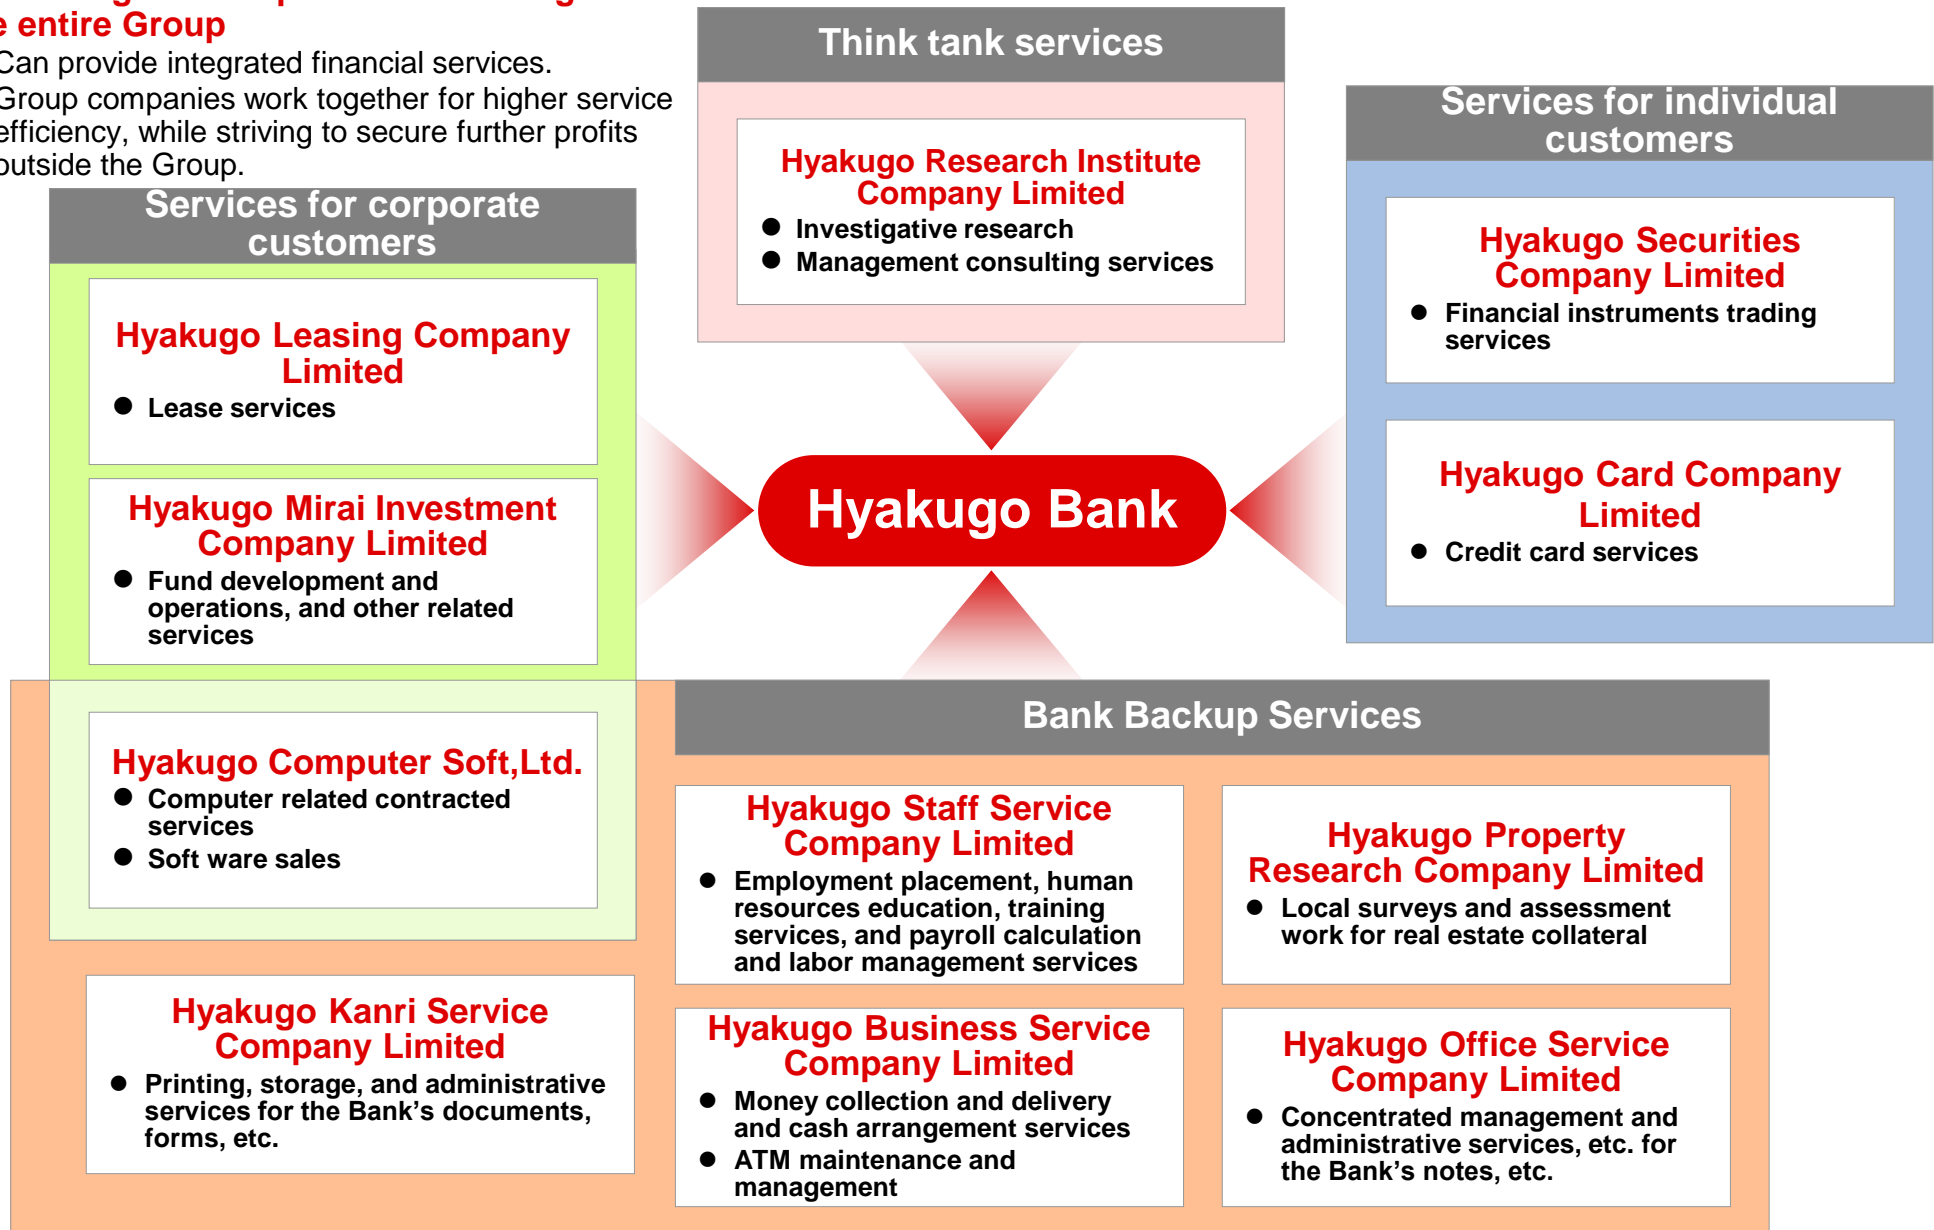 e entire Group
Can provide integrated financial services.
Group companies work together for higher service
efficiency, while striving to secure further profits
outside the Group.
Think tank services
Hyakugo Research Institute
Company Limited
● Investigative research
● Management consulting services
Services for individual
customers
Hyakugo Securities
Company Limited
● Financial instruments trading
services
Hyakugo Card Company
Limited
● Credit card services
Services for corporate
customers
Hyakugo Leasing Company
Limited
● Lease services
Hyakugo Mirai Investment
Company Limited
● Fund development and
operations, and other related
services
Hyakugo Bank
Hyakugo Computer Soft,Ltd.
● Computer related contracted
services
● Soft ware sales
Bank Backup Services
Hyakugo Staff Service
Company Limited
● Employment placement, human
resources education, training
services, and payroll calculation
and labor management services
Hyakugo Property
Research Company Limited
● Local surveys and assessment
work for real estate collateral
Hyakugo Kanri Service
Company Limited
● Printing, storage, and administrative
services for the Bank’s documents,
forms, etc.
Hyakugo Business Service
Company Limited
● Money collection and delivery
and cash arrangement services
● ATM maintenance and
management
Hyakugo Office Service
Company Limited
● Concentrated management and
administrative services, etc. for
the Bank’s notes, etc.